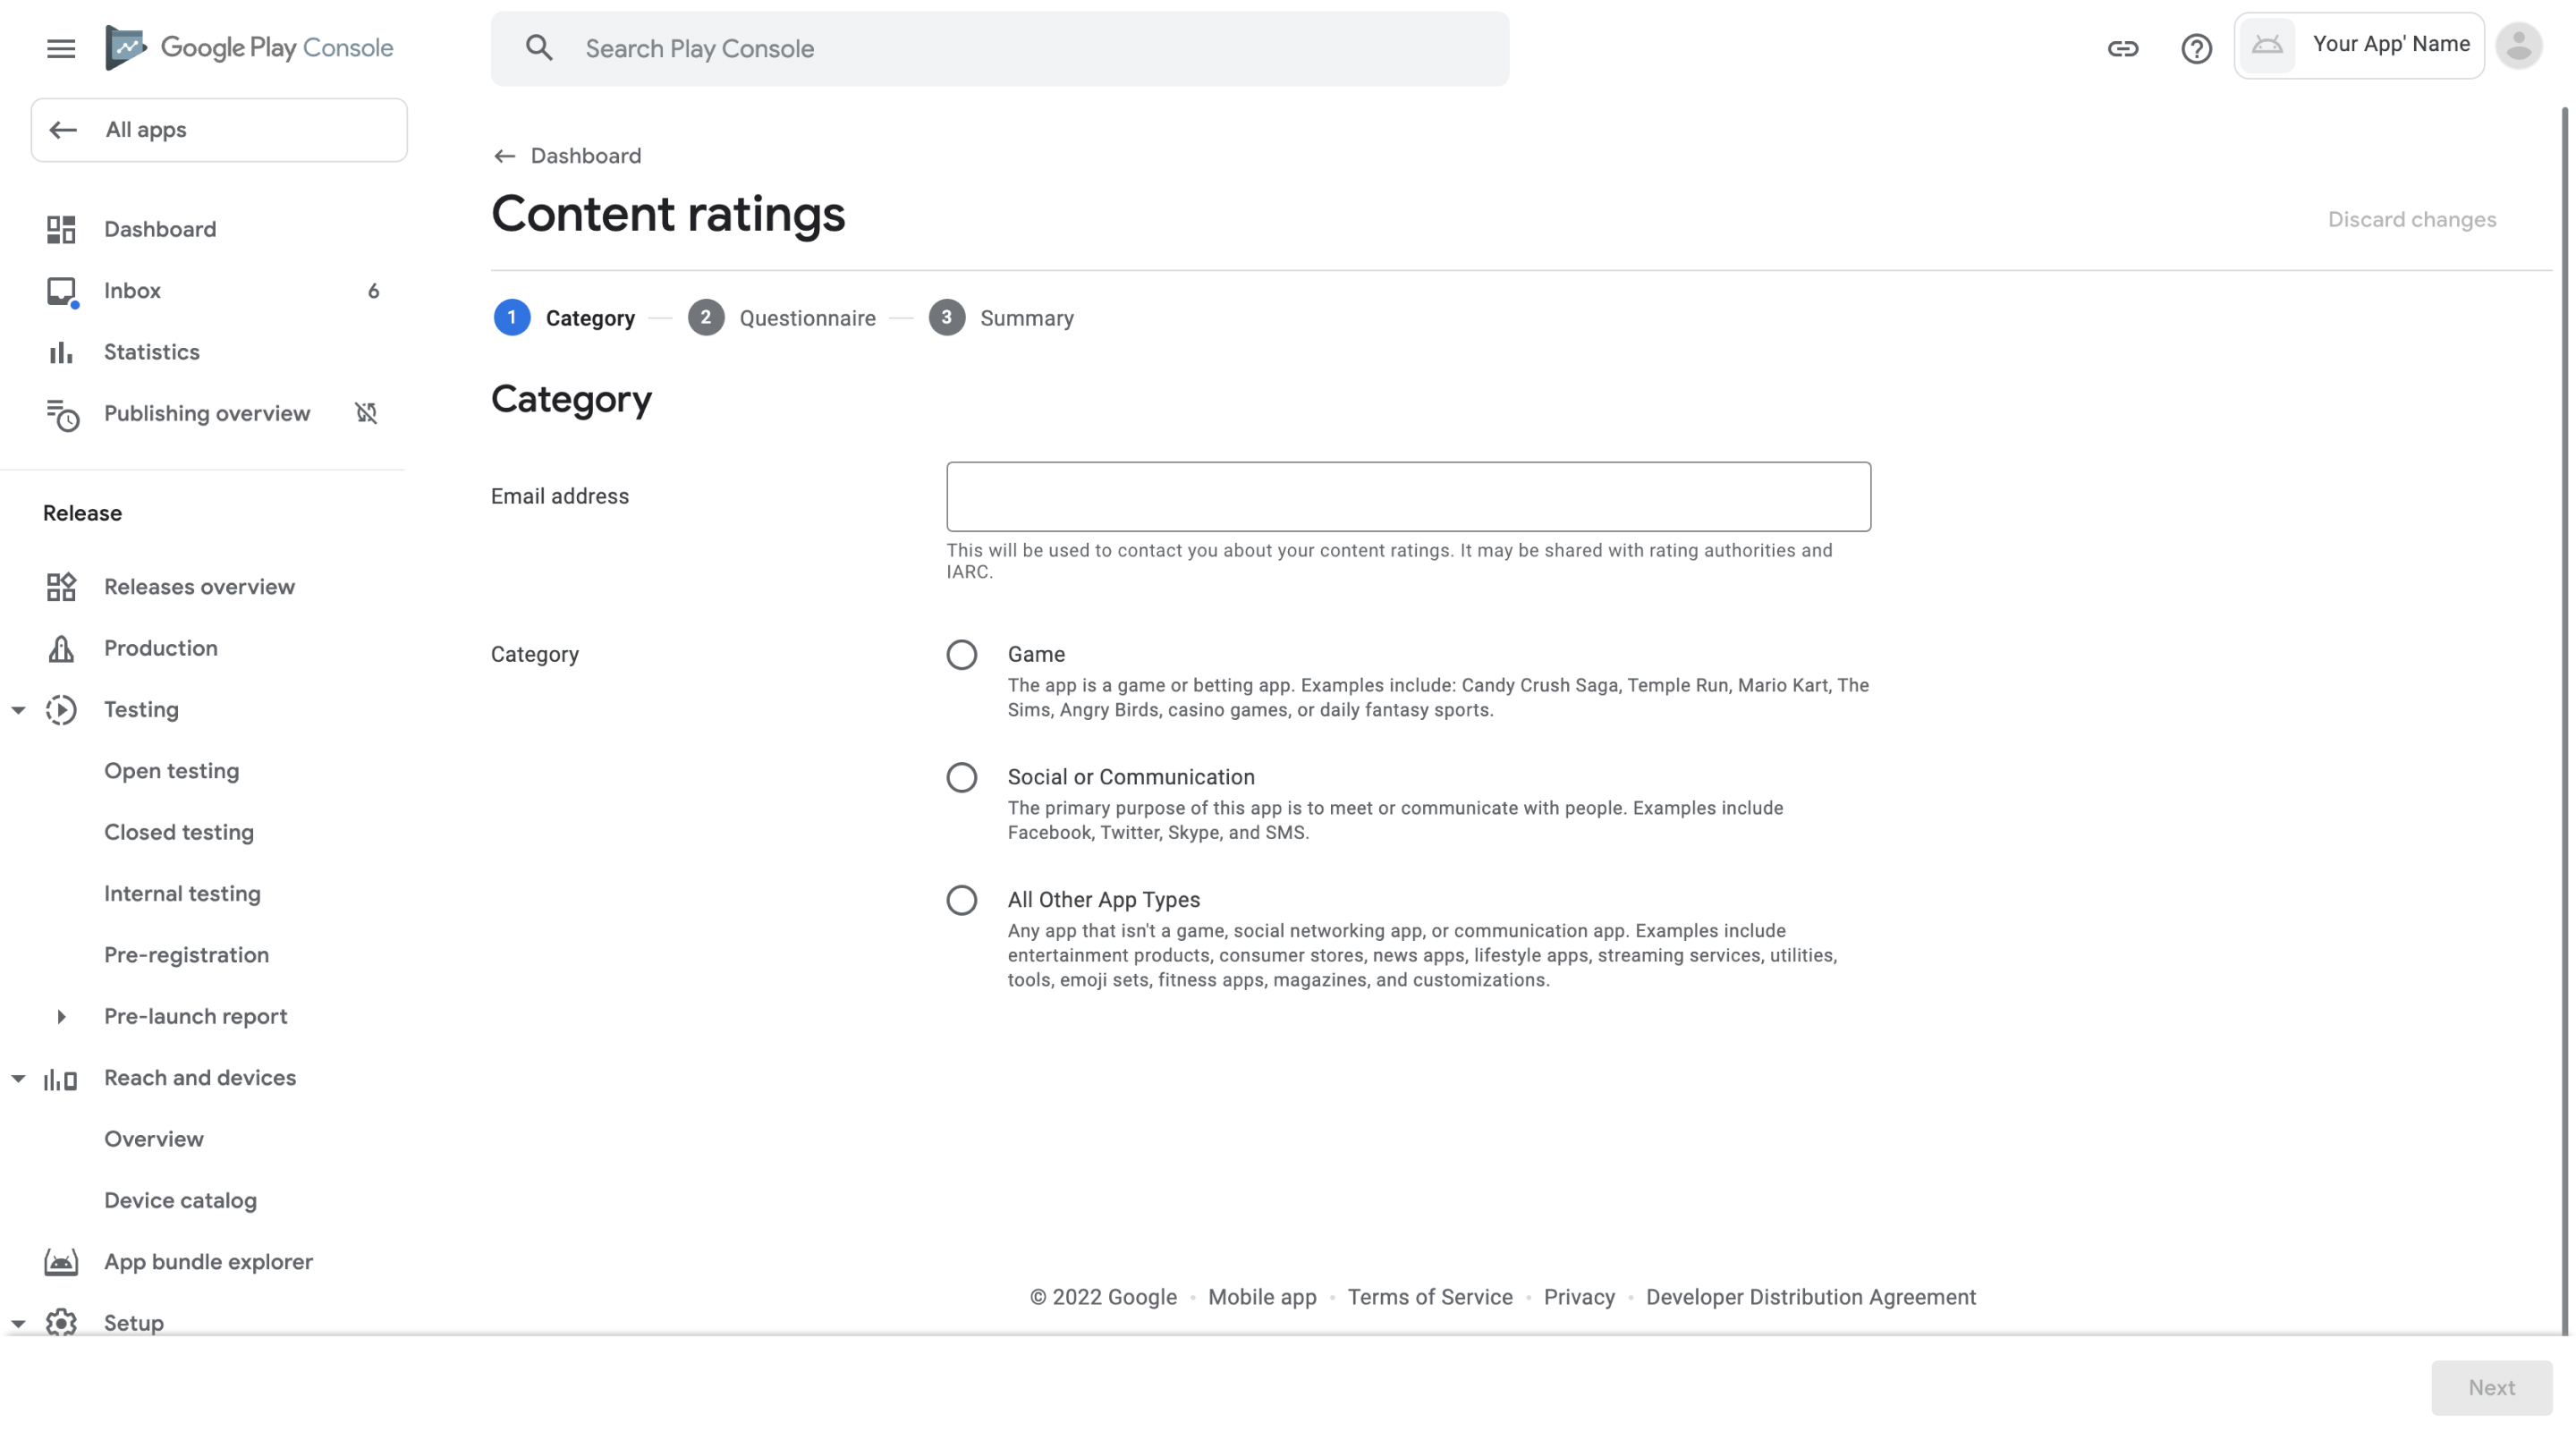 Google Play Console
Search Play Console
Your App' Name
All apps
Dashboard
Inbox 6
Statistics
Publishing overview
Release
Releases overview
Production
Testing
Open testing
Closed testing
Internal testing
Pre-registration
Pre-launch report
Reach and devices
Overview
Device catalog
App bundle explorer
Setup
Dashboard
Content ratings
Discard changes
1 Category 2 Questionnaire 3 Summary
Category
Email address
This will be used to contact you about your content ratings. It may be shared with rating authorities and
IARC.
Category
Game
The app is a game or betting app. Examples include: Candy Crush Saga, Temple Run, Mario Kart, The
Sims, Angry Birds, casino games, or daily fantasy sports.
Social or Communication
The primary purpose of this app is to meet or communicate with people. Examples include
Facebook, Twitter, Skype, and SMS.
All Other App Types
Any app that isn't a game, social networking app, or communication app. Examples include
entertainment products, consumer stores, news apps, lifestyle apps, streaming services, utilities,
tools, emoji sets, fitness apps, magazines, and customizations.
© 2022 Google · Mobile app · Terms of Service · Privacy · Developer Distribution Agreement
Next